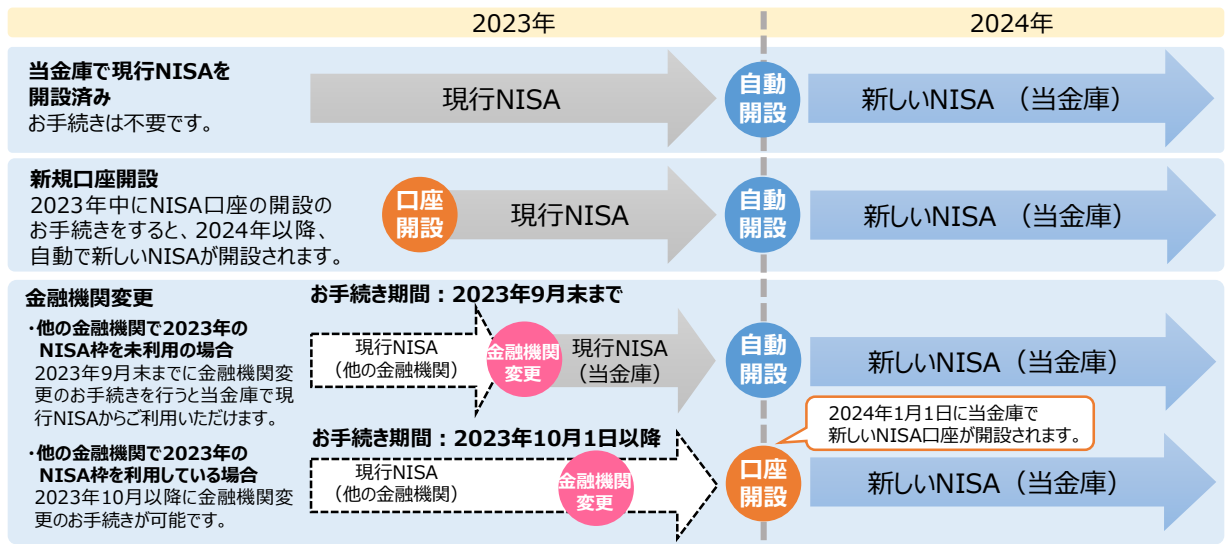 2023年
2024年
当金庫で現行NISAを
開設済み
お手続きは不要です。
現行NISA
自動
開設
新しいNISA （当金庫）
新規口座開設
2023年中にNISA口座の開設の
お手続きをすると、2024年以降、
自動で新しいNISAが開設されます。
口座
開設
現行NISA
自動
開設
新しいNISA （当金庫）
金融機関変更
・他の金融機関で2023年の
NISA枠を未利用の場合
2023年9月末までに金融機関変
更のお手続きを行うと当金庫で現
行NISAからご利用いただけます。
お手続き期間：2023年9月末まで
現行NISA
（他の金融機関）
金融機関
変更
現行NISA
（当金庫）
自動
開設
新しいNISA（当金庫）
2024年1月1日に当金庫で
新しいNISA口座が開設されます。
・他の金融機関で2023年の
NISA枠を利用している場合
2023年10月以降に金融機関変
更のお手続きが可能です。
お手続き期間：2023年10月1日以降
現行NISA
（他の金融機関）
金融機関
変更
口座
開設
新しいNISA（当金庫）